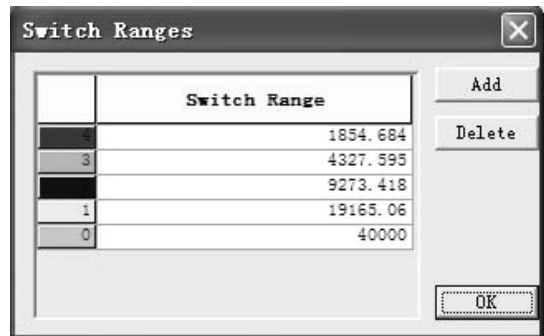 Switch Ranges
Add
Switch Range
Delete
4 1854.684
3 4327.595
9273.418
1 19165.06
0 40000
OK